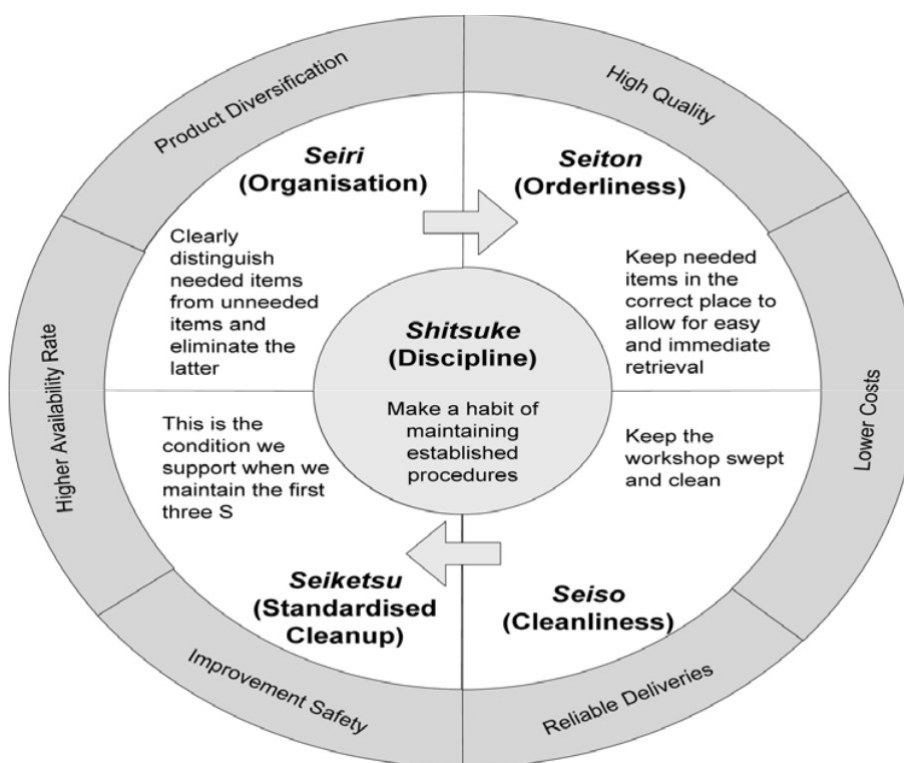 Product Diversification
High Quality
Higher Availability Rate
Lower Costs
Improvement Safety
Reliable Deliveries
Seiri
(Organisation)
Clearly
distinguish
needed items
from unneeded
items and
eliminate the
latter
Seiton
(Orderliness)
Keep needed
items in the
correct place to
allow for easy
and immediate
retrieval
Shitsuke
(Discipline)
Make a habit of
maintaining
established
procedures
This is the
condition we
support when we
maintain the first
three S
Seiketsu
(Standardised
Cleanup)
Keep the
workshop swept
and clean
Seiso
(Cleanliness)